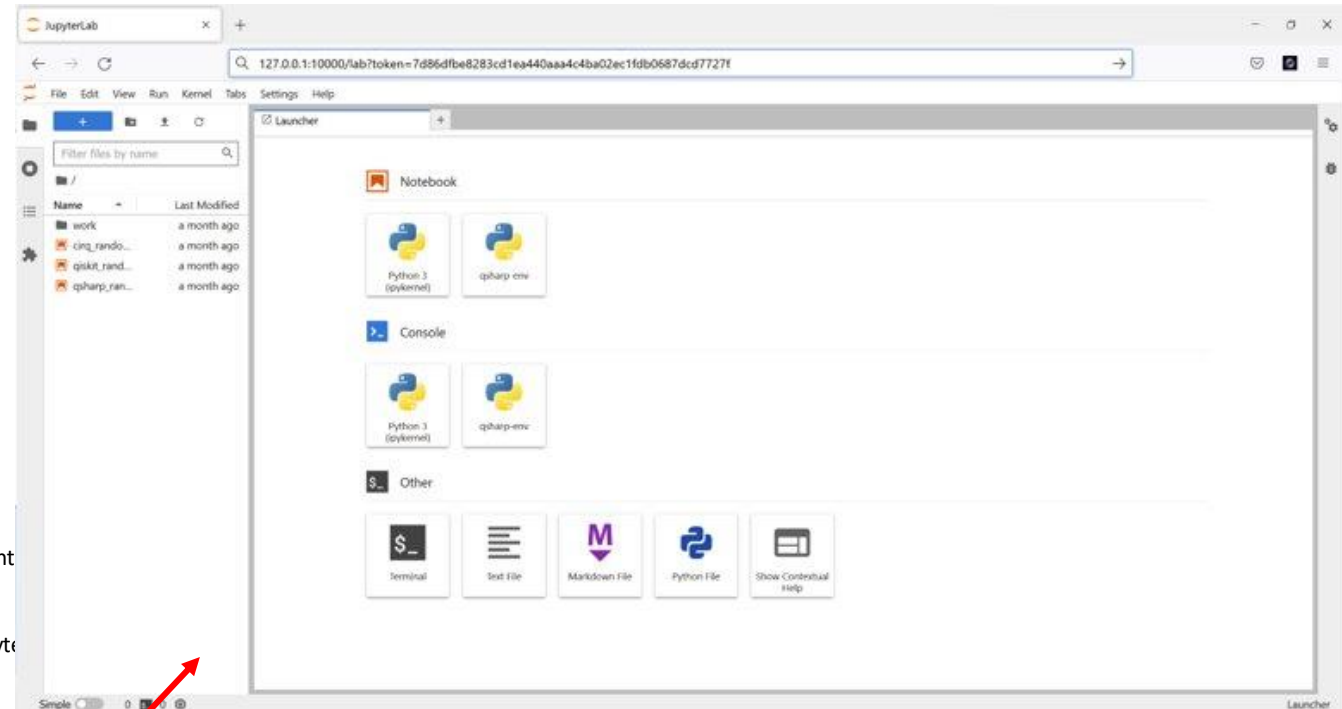 JupyterLab
127.0.0.1:10000/lab?token=7d86dfbe8283cd1ea440aaa4c4ba02ec1fdb0687dcd7727f
File Edit View Run Kernel Tabs Settings Help
Launcher
Filter files by name
/
Name Last Modified
work a month ago
cirq_rando... a month ago
qiskit_rand... a month ago
qsharp_ran... a month ago
Notebook
Python 3
(ipykernel)
qsharp-env
Console
Python 3
(ipykernel)
qsharp-env
$_ Other
$_
Terminal
Text File
M
Markdown File
Python File
Show Contextual
Help
nt
yte
Simple 0 0
Launcher